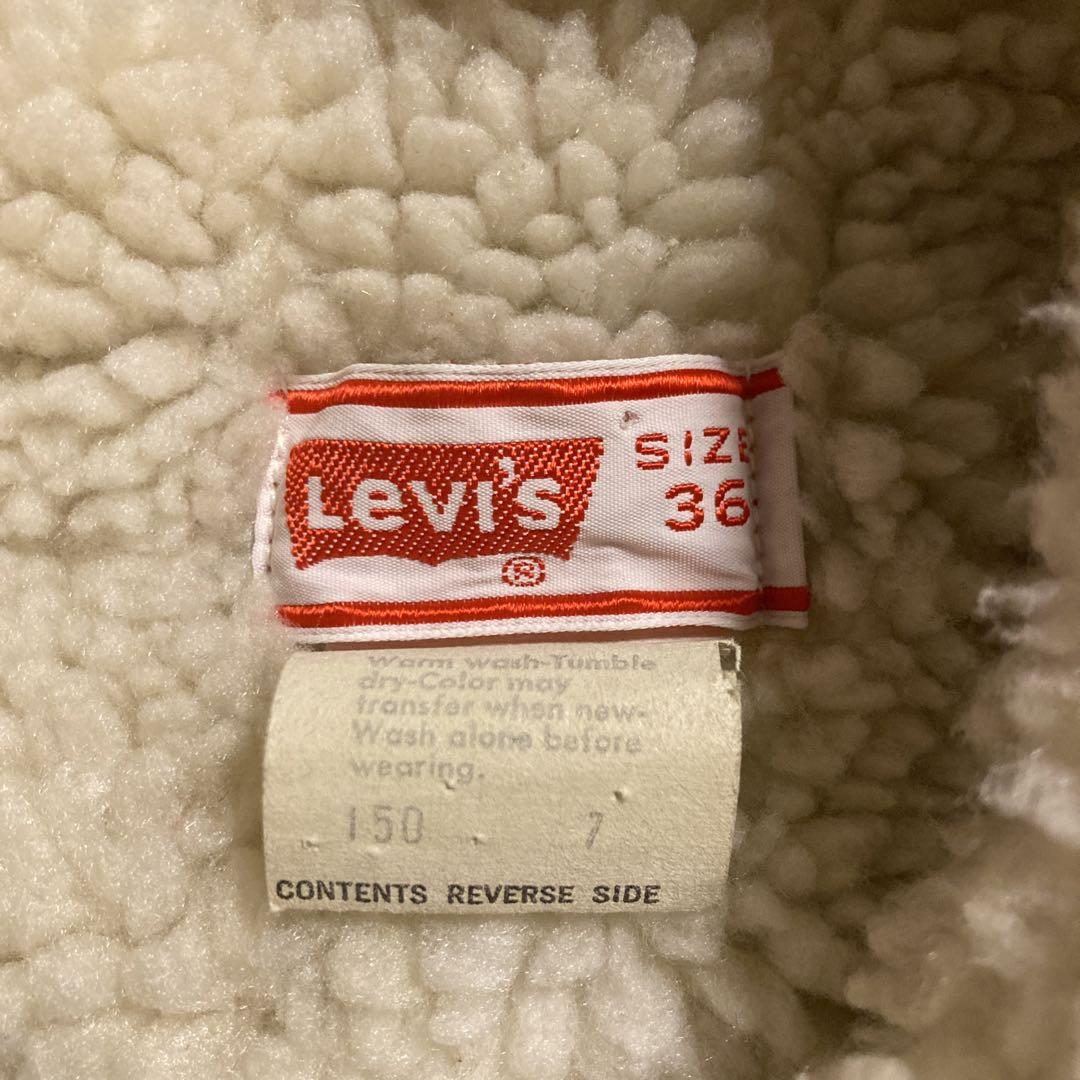 Levi's
®
SIZE
36
Warm wash-Tumble
dry-Color may
transfer when new-
Wash alone before
wearing.
150 7
CONTENTS REVERSE SIDE